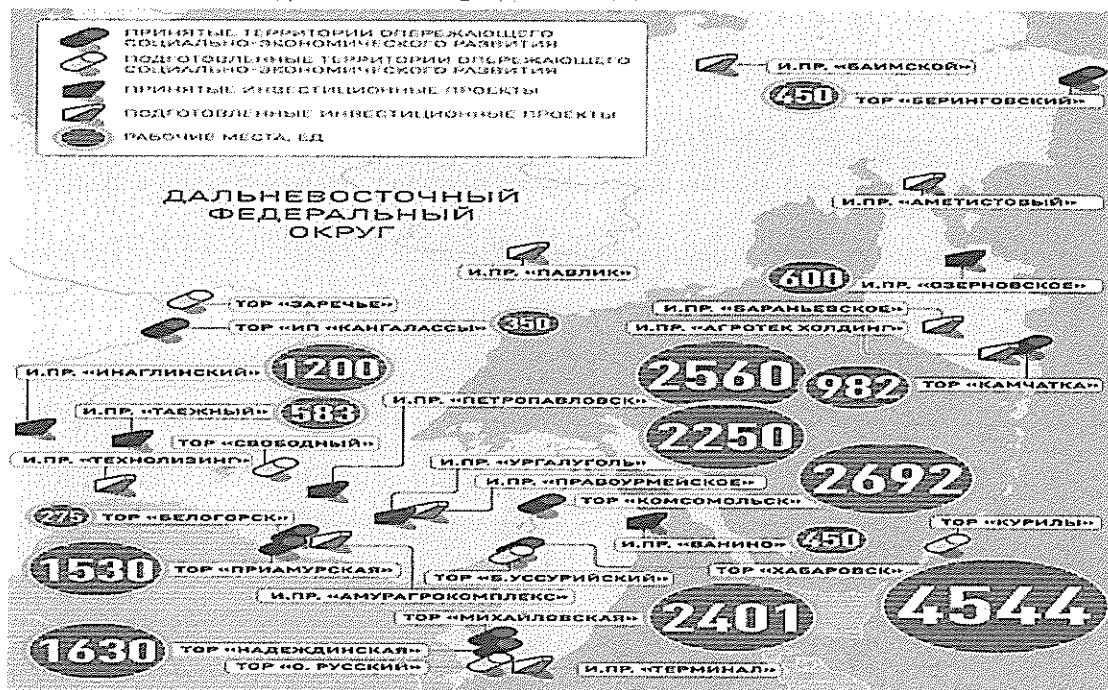 ПРИНЯТЫЕ ТЕРРИТОРИИ ОПЕРЕЖАЮЩЕГО
СОЦИАЛЬНО-ЭКОНОМИЧЕСКОГО РАЗВИТИЯ
ПОДГОТОВЛЕННЫЕ ТЕРРИТОРИИ ОПЕРЕЖАЮЩЕГО
СОЦИАЛЬНО-ЭКОНОМИЧЕСКОГО РАЗВИТИЯ
ПРИНЯТЫЕ ИНВЕСТИЦИОННЫЕ ПРОЕКТЫ
ПОДГОТОВЛЕННЫЕ ИНВЕСТИЦИОННЫЕ ПРОЕКТЫ
РАБОЧИЕ МЕСТА, ЕД
И.ПР. «БАИМСКОЙ»
450 ТОР «БЕРИНГОВСКИЙ»
ДАЛЬНЕВОСТОЧНЫЙ
ФЕДЕРАЛЬНЫЙ
ОКРУГ
И.ПР. «АМЕТИСТОВЫЙ»
И.ПР. «ПАВЛИК»
600 И.ПР. «ОЗЕРНОВСКОЕ»
ТОР «ЗАРЕЧЬЕ»
И.ПР. «БАРАНЬЕВСКОЕ»
ТОР «ИП «КАНГАЛАССЫ» 350
И.ПР. «АГРОТЕК ХОЛДИНГ»
И.ПР. «ИНАГЛИНСКИЙ» 1200
2560
982 ТОР «КАМЧАТКА»
И.ПР. «ПЕТРОПАВЛОВСК»
И.ПР. «ТАЕЖНЫЙ» 583
2250
ТОР «СВОБОДНЫЙ»
И.ПР. «ТЕХНОЛИЗИНГ»
И.ПР. «УРГАЛУГОЛЬ»
И.ПР. «ПРАВОУРМЕЙСКОЕ»
2692
ТОР «КОМСОМОЛЬСК»
275 ТОР «БЕЛОГОРСК»
ТОР «КУРИЛЫ»
И.ПР. «ВАНИНО» 450
1530 ТОР «ПРИАМУРСКАЯ»
ТОР «Б.УССУРИЙСКИЙ»
ТОР «ХАБАРОВСК»
И.ПР. «АМУРАГРОКОМПЛЕКС»
4544
ТОР «МИХАЙЛОВСКАЯ» 2401
1630 ТОР «НАДЕЖДИНСКАЯ»
ТОР «О. РУССКИЙ»
И.ПР. «ТЕРМИНАЛ»